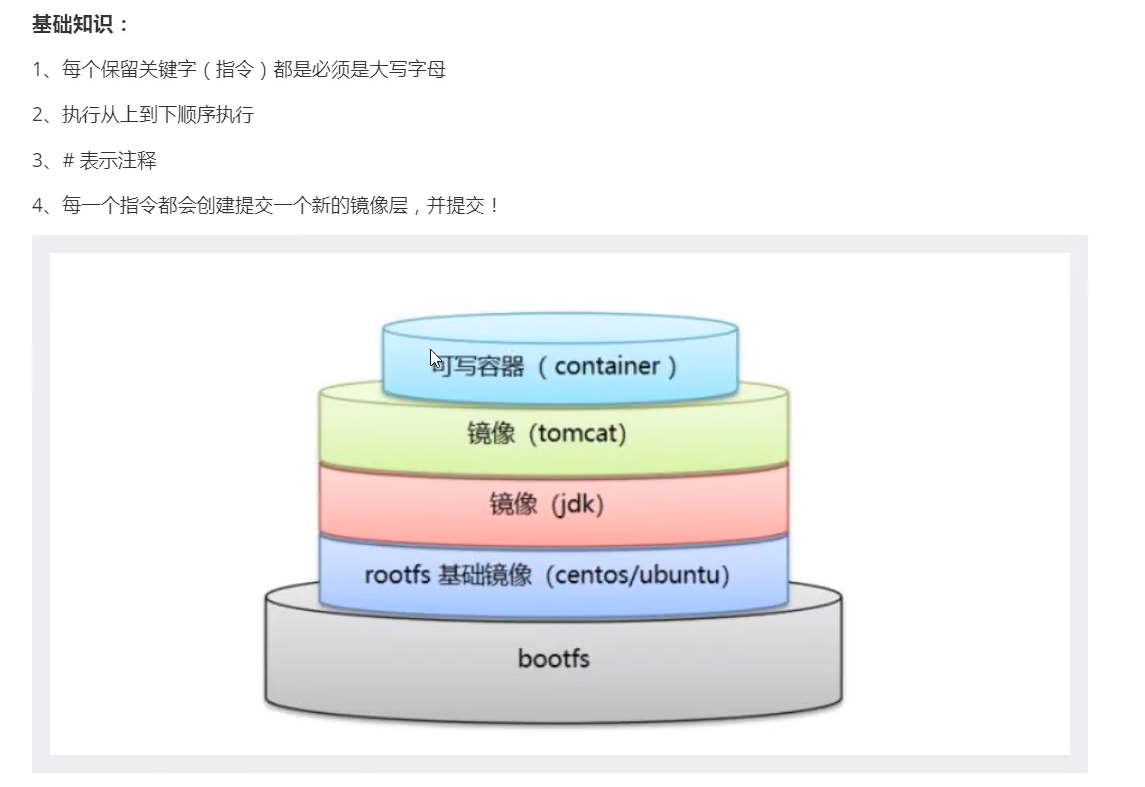 基础知识：
1、每个保留关键字（指令）都是必须是大写字母
2、执行从上到下顺序执行
3、# 表示注释
4、每一个指令都会创建提交一个新的镜像层，并提交！
可写容器（container）
镜像（tomcat）
镜像（jdk）
rootfs 基础镜像（centos/ubuntu）
bootfs